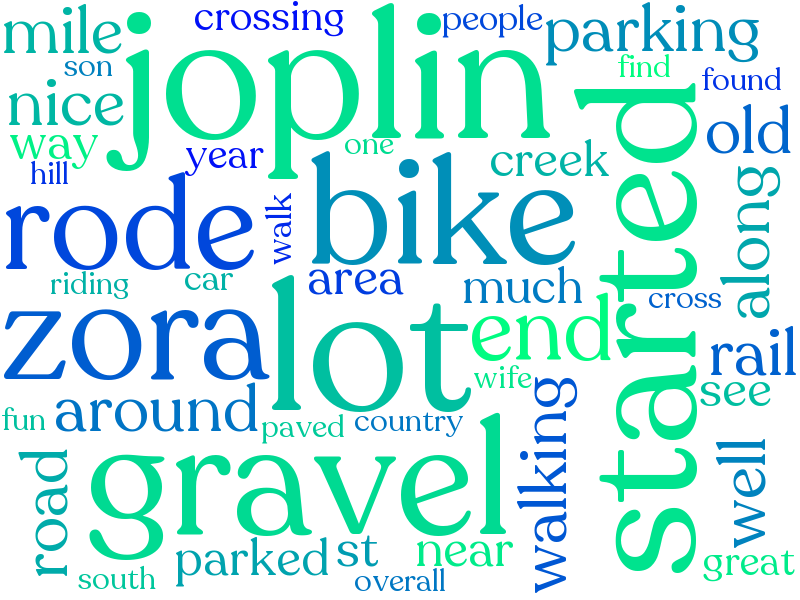 mile
crossing
people
parking
joplin
son
find
found
nice
way
year
one
creek
old
hill
rode
walk
bike
started
along
riding
car
area
much
cross
zora
lot
end
rail
wife
see
fun
around
paved
country
walking
road
gravel
well
parked
st
near
great
south
overall